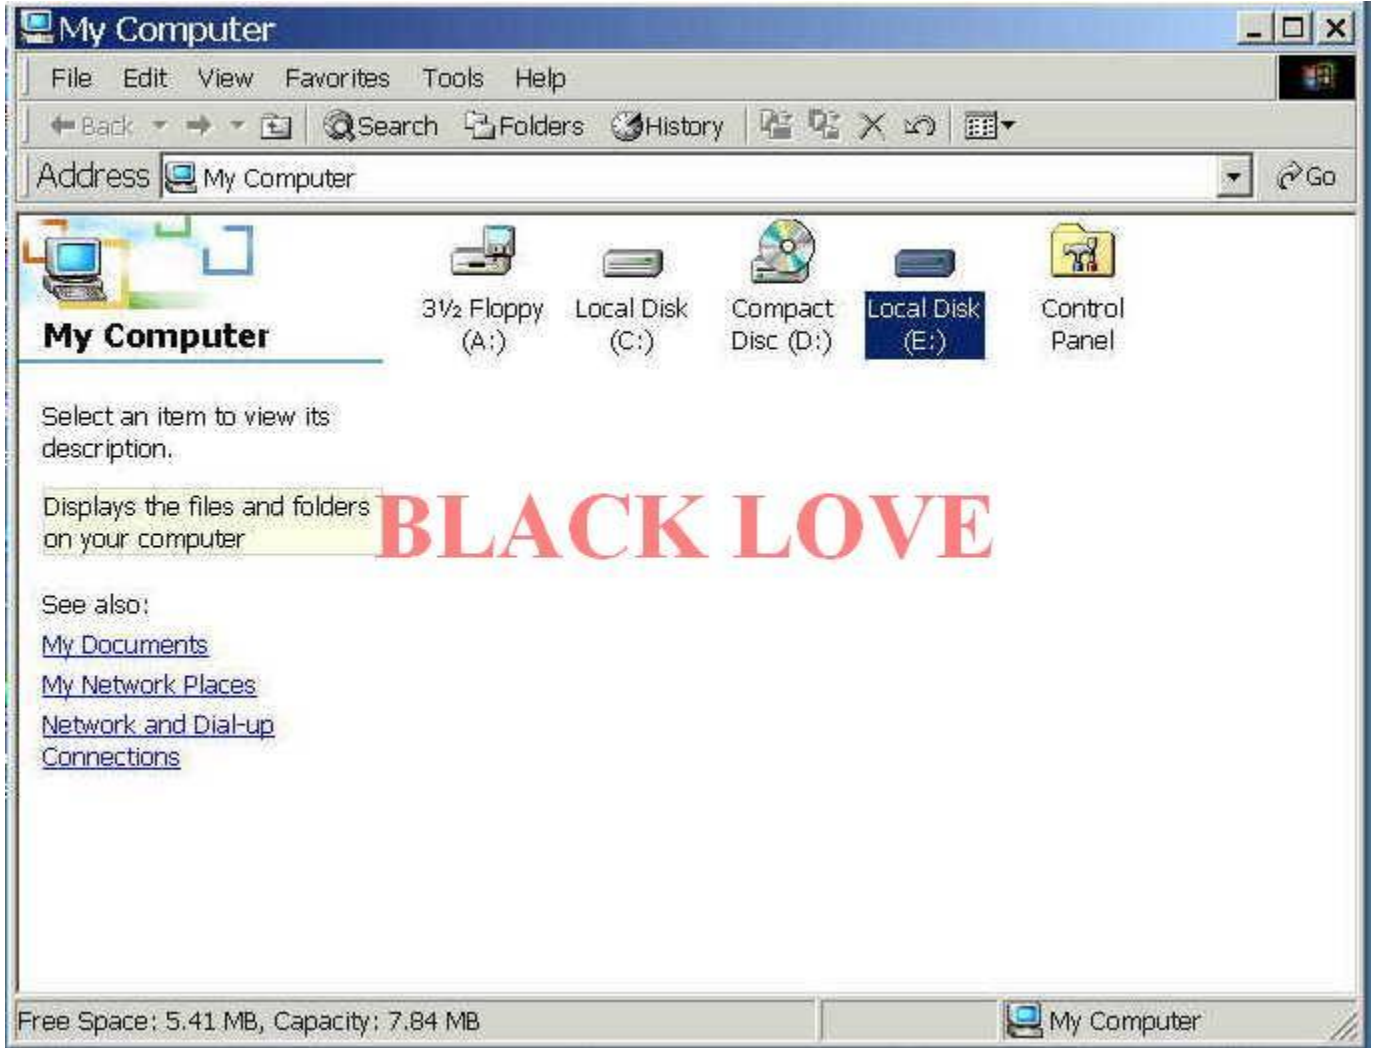 My Computer
File Edit View Favorites Tools Help
Back Search Folders History
Address My Computer Go
3½ Floppy (A:)
Local Disk (C:)
Compact Disc (D:)
Local Disk (E:)
Control Panel
My Computer
Select an item to view its
description.
Displays the files and folders
on your computer
BLACK LOVE
See also:
My Documents
My Network Places
Network and Dial-up
Connections
Free Space: 5.41 MB, Capacity: 7.84 MB
My Computer